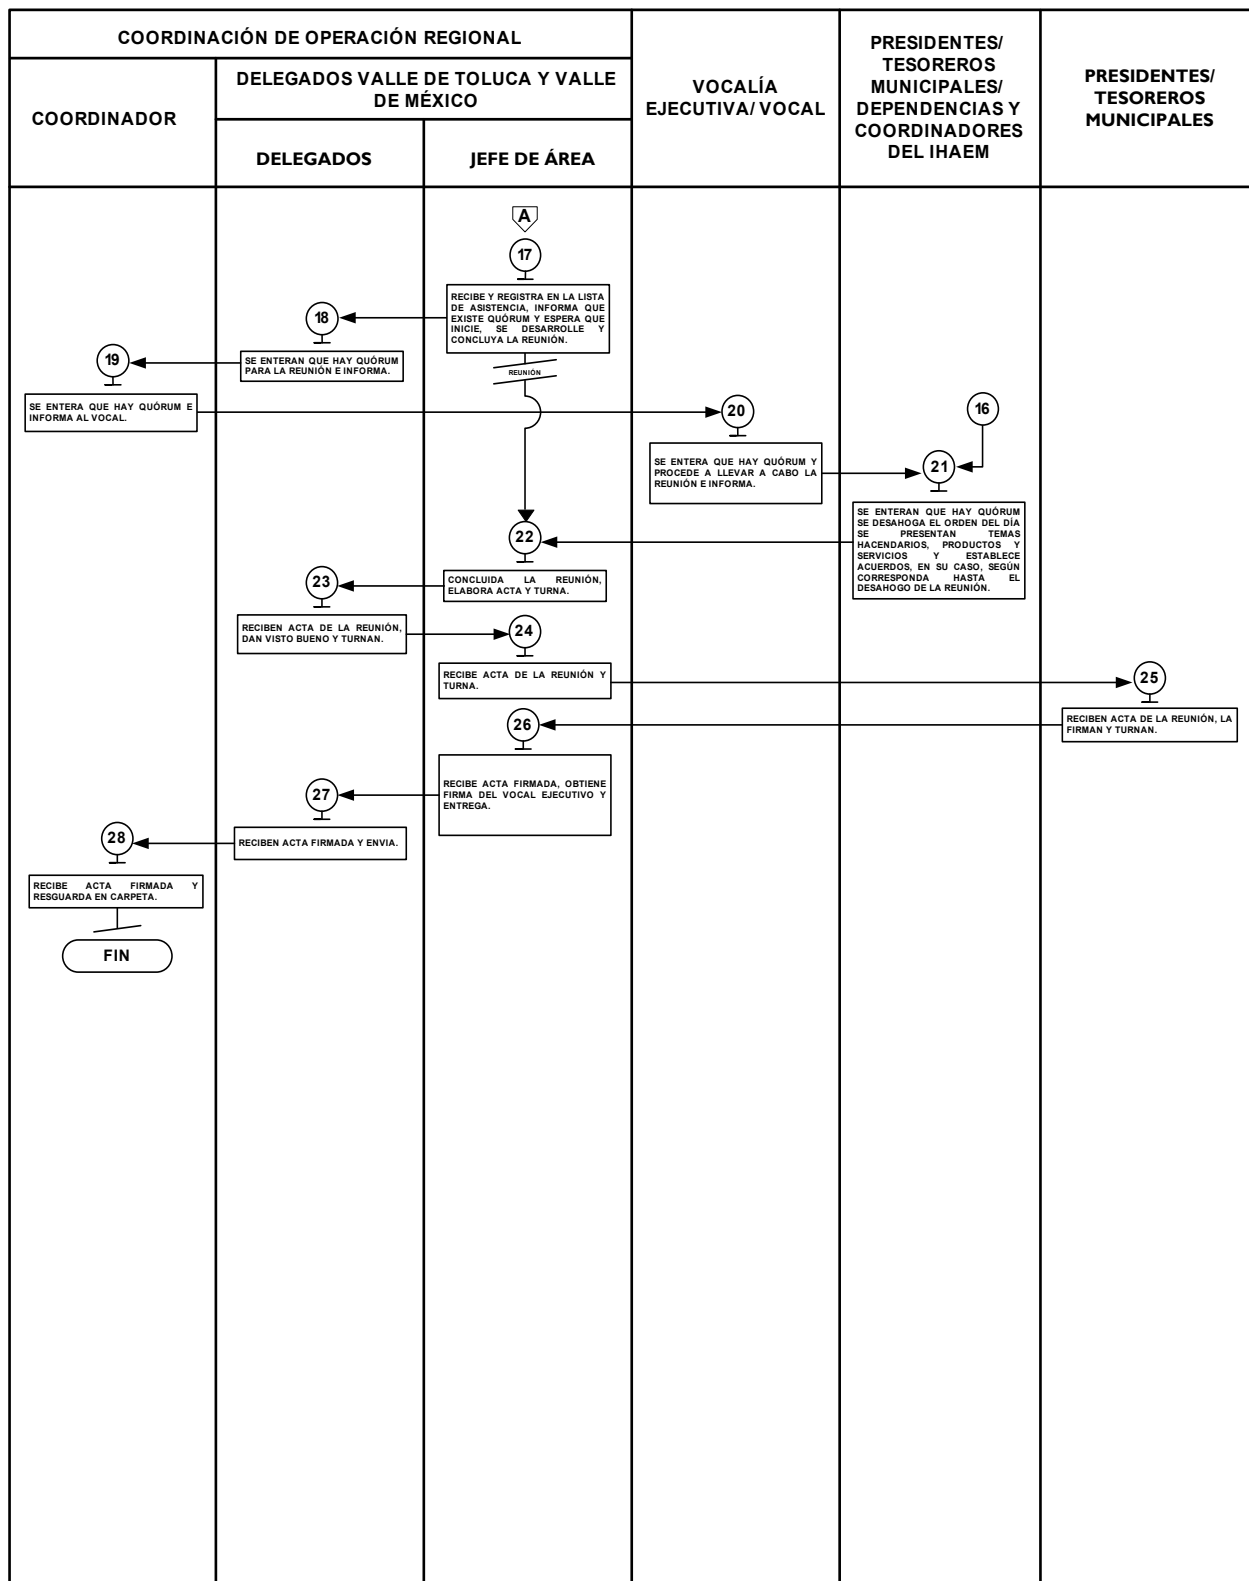 COORDINACIÓN DE OPERACIÓN REGIONAL
COORDINADOR
DELEGADOS VALLE DE TOLUCA Y VALLE
DE MÉXICO
DELEGADOS
JEFE DE ÁREA
VOCALÍA
EJECUTIVA/ VOCAL
PRESIDENTES/
TESOREROS
MUNICIPALES/
DEPENDENCIAS Y
COORDINADORES
DEL IHAEM
PRESIDENTES/
TESOREROS
MUNICIPALES
A
17
RECIBE Y REGISTRA EN LA LISTA
DE ASISTENCIA, INFORMA QUE
EXISTE QUÓRUM Y ESPERA QUE
INICIE, SE DESARROLLE Y
CONCLUYA LA REUNIÓN.
18
SE ENTERAN QUE HAY QUÓRUM
PARA LA REUNIÓN E INFORMA.
19
SE ENTERA QUE HAY QUÓRUM E
INFORMA AL VOCAL.
REUNIÓN
20
SE ENTERA QUE HAY QUÓRUM Y
PROCEDE A LLEVAR A CABO LA
REUNIÓN E INFORMA.
16
21
SE ENTERAN QUE HAY QUÓRUM
SE DESAHOGA EL ORDEN DEL DÍA
SE PRESENTAN TEMAS
HACENDARIOS, PRODUCTOS Y
SERVICIOS Y ESTABLECE
ACUERDOS, EN SU CASO, SEGÚN
CORRESPONDA HASTA EL
DESAHOGO DE LA REUNIÓN.
22
CONCLUIDA LA REUNIÓN,
ELABORA ACTA Y TURNA.
23
RECIBEN ACTA DE LA REUNIÓN,
DAN VISTO BUENO Y TURNAN.
24
RECIBE ACTA DE LA REUNIÓN Y
TURNA.
25
RECIBEN ACTA DE LA REUNIÓN, LA
FIRMAN Y TURNAN.
26
RECIBE ACTA FIRMADA, OBTIENE
FIRMA DEL VOCAL EJECUTIVO Y
ENTREGA.
27
RECIBEN ACTA FIRMADA Y ENVIA.
28
RECIBE ACTA FIRMADA Y
RESGUARDA EN CARPETA.
FIN